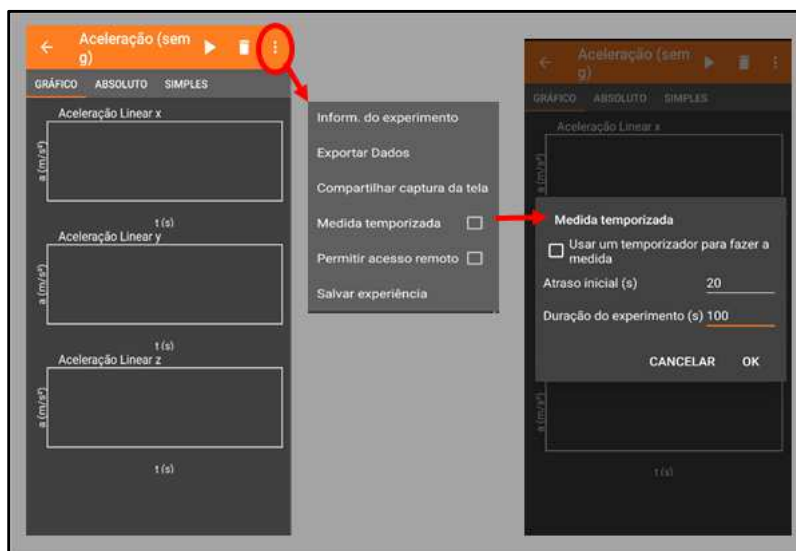 Aceleração (sem
g)
GRÁFICO ABSOLUTO SIMPLES
Aceleração Linear x
a (m/s²)
t (s)
Aceleração Linear y
a (m/s²)
t (s)
Aceleração Linear z
a (m/s²)
t (s)
Inform. do experimento
Exportar Dados
Compartilhar captura da tela
Medida temporizada
Permitir acesso remoto
Salvar experiência
Aceleração (sem
g)
GRÁFICO ABSOLUTO SIMPLES
Aceleração Linear x
a (m/s²)
Medida temporizada
Usar um temporizador para fazer a
medida
Atraso inicial (s) 20
Duração do experimento (s) 100
CANCELAR OK
a (m/s²)
t (s)